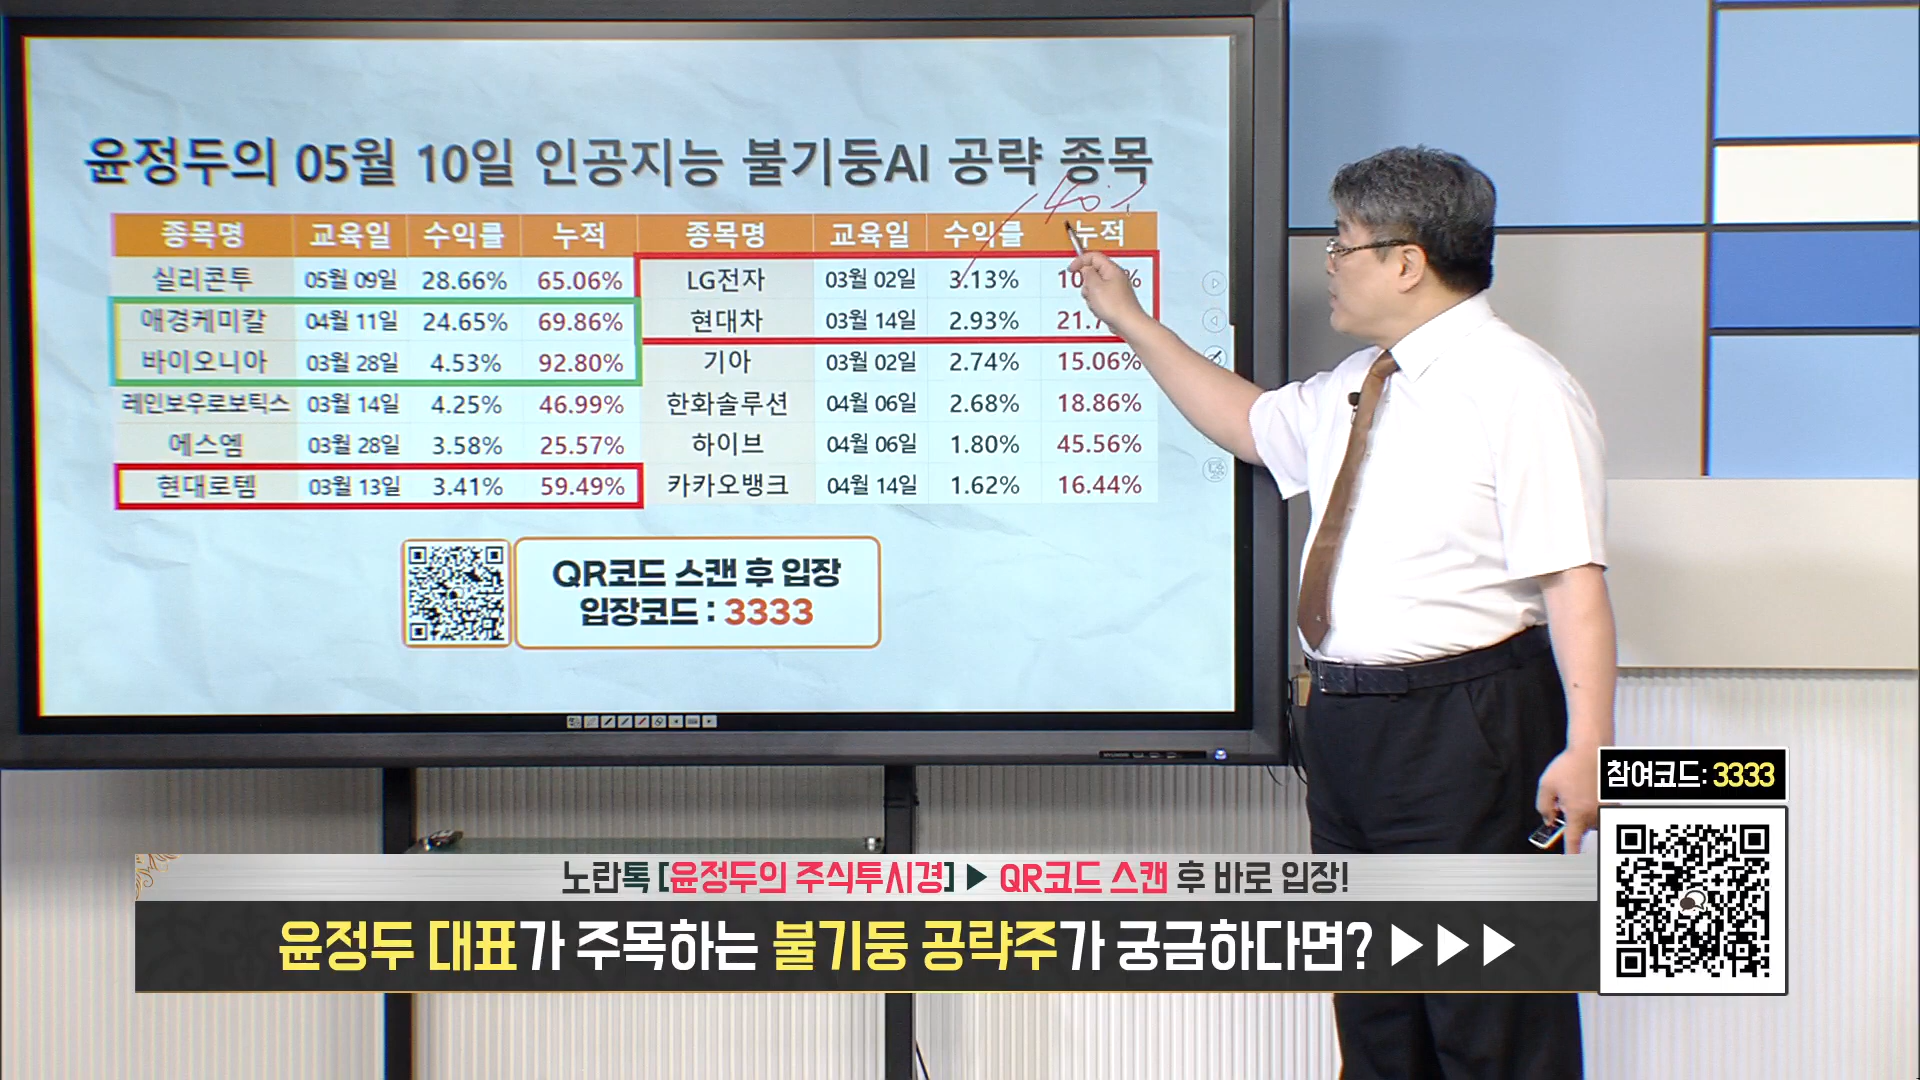 윤정두의 05월 10일 인공지능 불기둥AI 공략 종목
종목명 교육일 수익률 누적 종목명 교육일 수익률 누적
실리콘투 05월 09일 28.66% 65.06% LG전자 03월 02일 3.13%
애경케미칼 04월 11일 24.65% 69.86% 현대차 03월 14일 2.93%
바이오니아 03월 28일 4.53% 92.80% 기아 03월 02일 2.74% 15.06%
레인보우로보틱스 03월 14일 4.25% 46.99% 한화솔루션 04월 06일 2.68% 18.86%
에스엠 03월 28일 3.58% 25.57% 하이브 04월 06일 1.80% 45.56%
현대로템 03월 13일 3.41% 59.49% 카카오뱅크 04월 14일 1.62% 16.44%
QR코드 스캔 후 입장
입장코드 : 3333
참여코드: 3333
노란톡 [윤정두의 주식투시경] ▶ QR코드 스캔 후 바로 입장!
윤정두 대표가 주목하는 불기둥 공략주가 궁금하다면? ▶▶▶